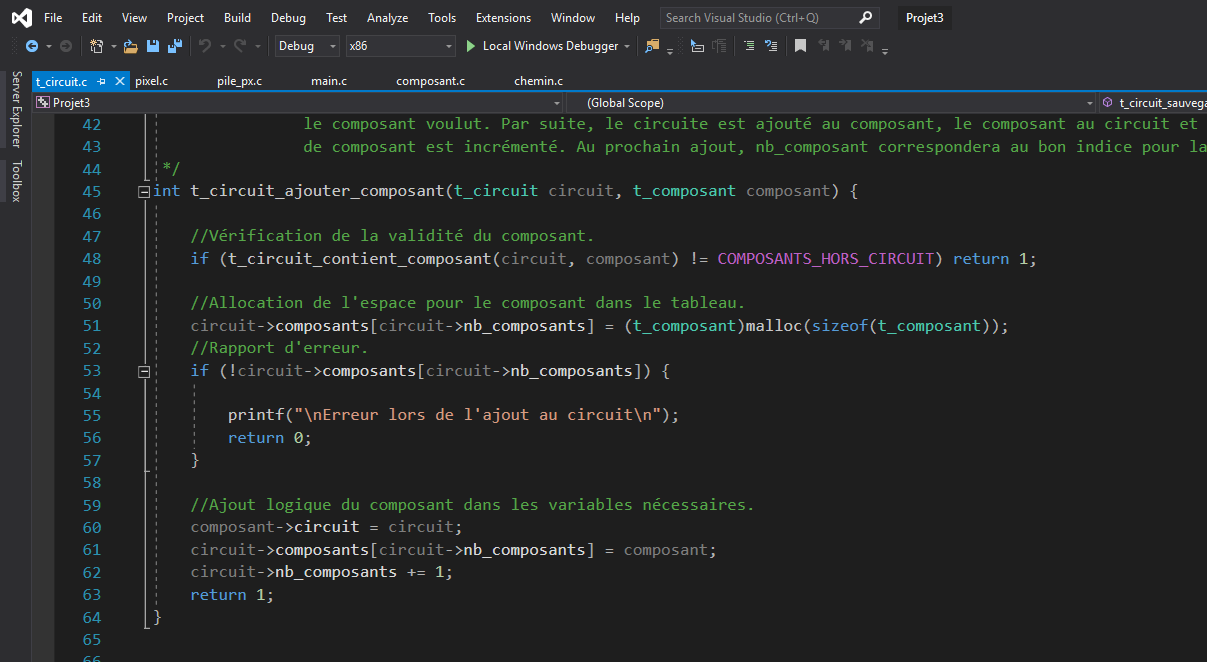 File Edit View Project Build Debug Test Analyze Tools Extensions Window Help Search Visual Studio (Ctrl+Q) Projet3
Debug x86 Local Windows Debugger
Server Explorer
Toolbox
t_circuit.c pixel.c pile_px.c main.c composant.c chemin.c
Projet3 (Global Scope) t_circuit_sauvega
42 le composant voulut. Par suite, le circuite est ajouté au composant, le composant au circuit et
43 de composant est incrémenté. Au prochain ajout, nb_composant correspondera au bon indice pour la
44 */
45 int t_circuit_ajouter_composant(t_circuit circuit, t_composant composant) {
46
47 //Vérification de la validité du composant.
48 if (t_circuit_contient_composant(circuit, composant) != COMPOSANTS_HORS_CIRCUIT) return 1;
49
50 //Allocation de l'espace pour le composant dans le tableau.
51 circuit->composants[circuit->nb_composants] = (t_composant)malloc(sizeof(t_composant));
52 //Rapport d'erreur.
53 if (!circuit->composants[circuit->nb_composants]) {
54
55 printf("\nErreur lors de l'ajout au circuit\n");
56 return 0;
57 }
58
59 //Ajout logique du composant dans les variables nécessaires.
60 composant->circuit = circuit;
61 circuit->composants[circuit->nb_composants] = composant;
62 circuit->nb_composants += 1;
63 return 1;
64 }
65
66